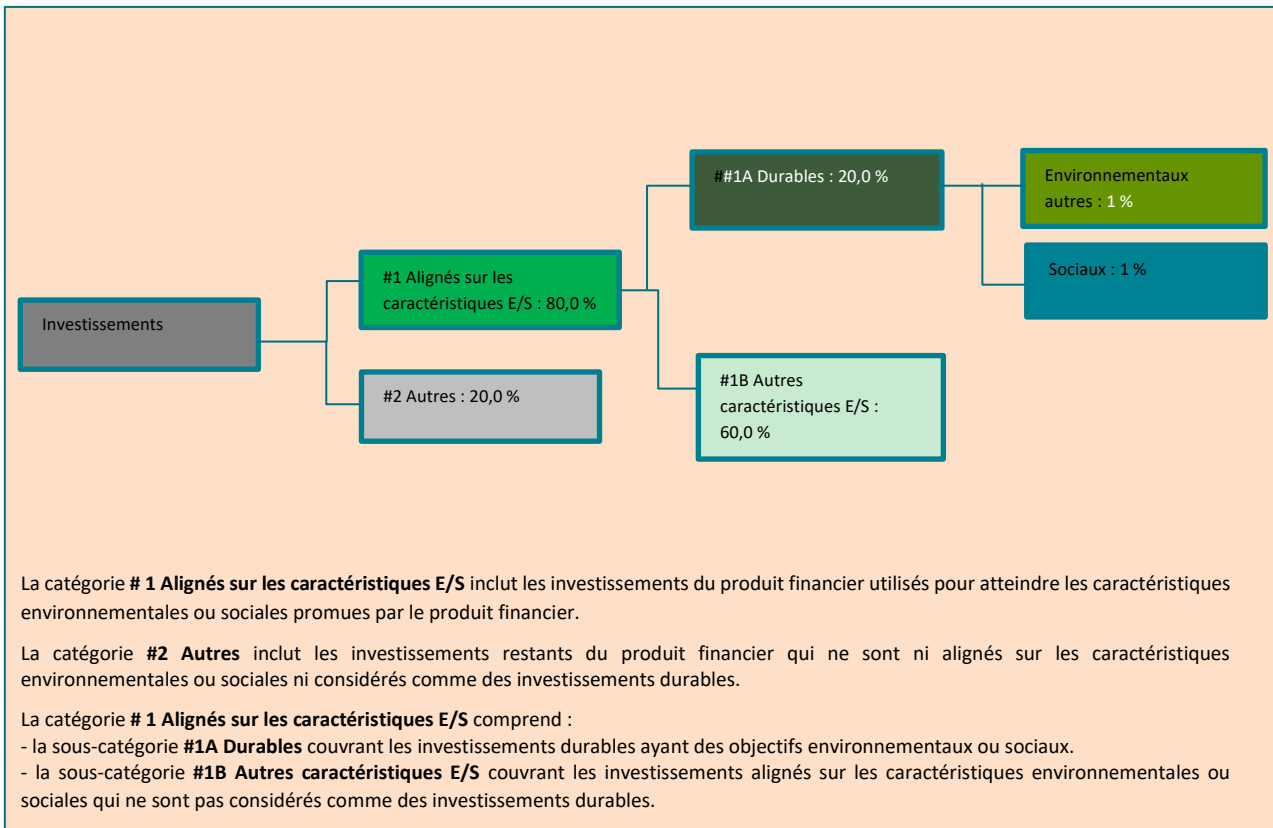 ##1A Durables : 20,0 %
Environnementaux
autres : 1 %
Sociaux : 1 %
#1 Alignés sur les
caractéristiques E/S : 80,0 %
Investissements
#2 Autres : 20,0 %
#1B Autres
caractéristiques E/S :
60,0 %
La catégorie # 1 Alignés sur les caractéristiques E/S inclut les investissements du produit financier utilisés pour atteindre les caractéristiques
environnementales ou sociales promues par le produit financier.
La catégorie #2 Autres inclut les investissements restants du produit financier qui ne sont ni alignés sur les caractéristiques
environnementales ou sociales ni considérés comme des investissements durables.
La catégorie # 1 Alignés sur les caractéristiques E/S comprend :
- la sous-catégorie #1A Durables couvrant les investissements durables ayant des objectifs environnementaux ou sociaux.
- la sous-catégorie #1B Autres caractéristiques E/S couvrant les investissements alignés sur les caractéristiques environnementales ou
sociales qui ne sont pas considérés comme des investissements durables.